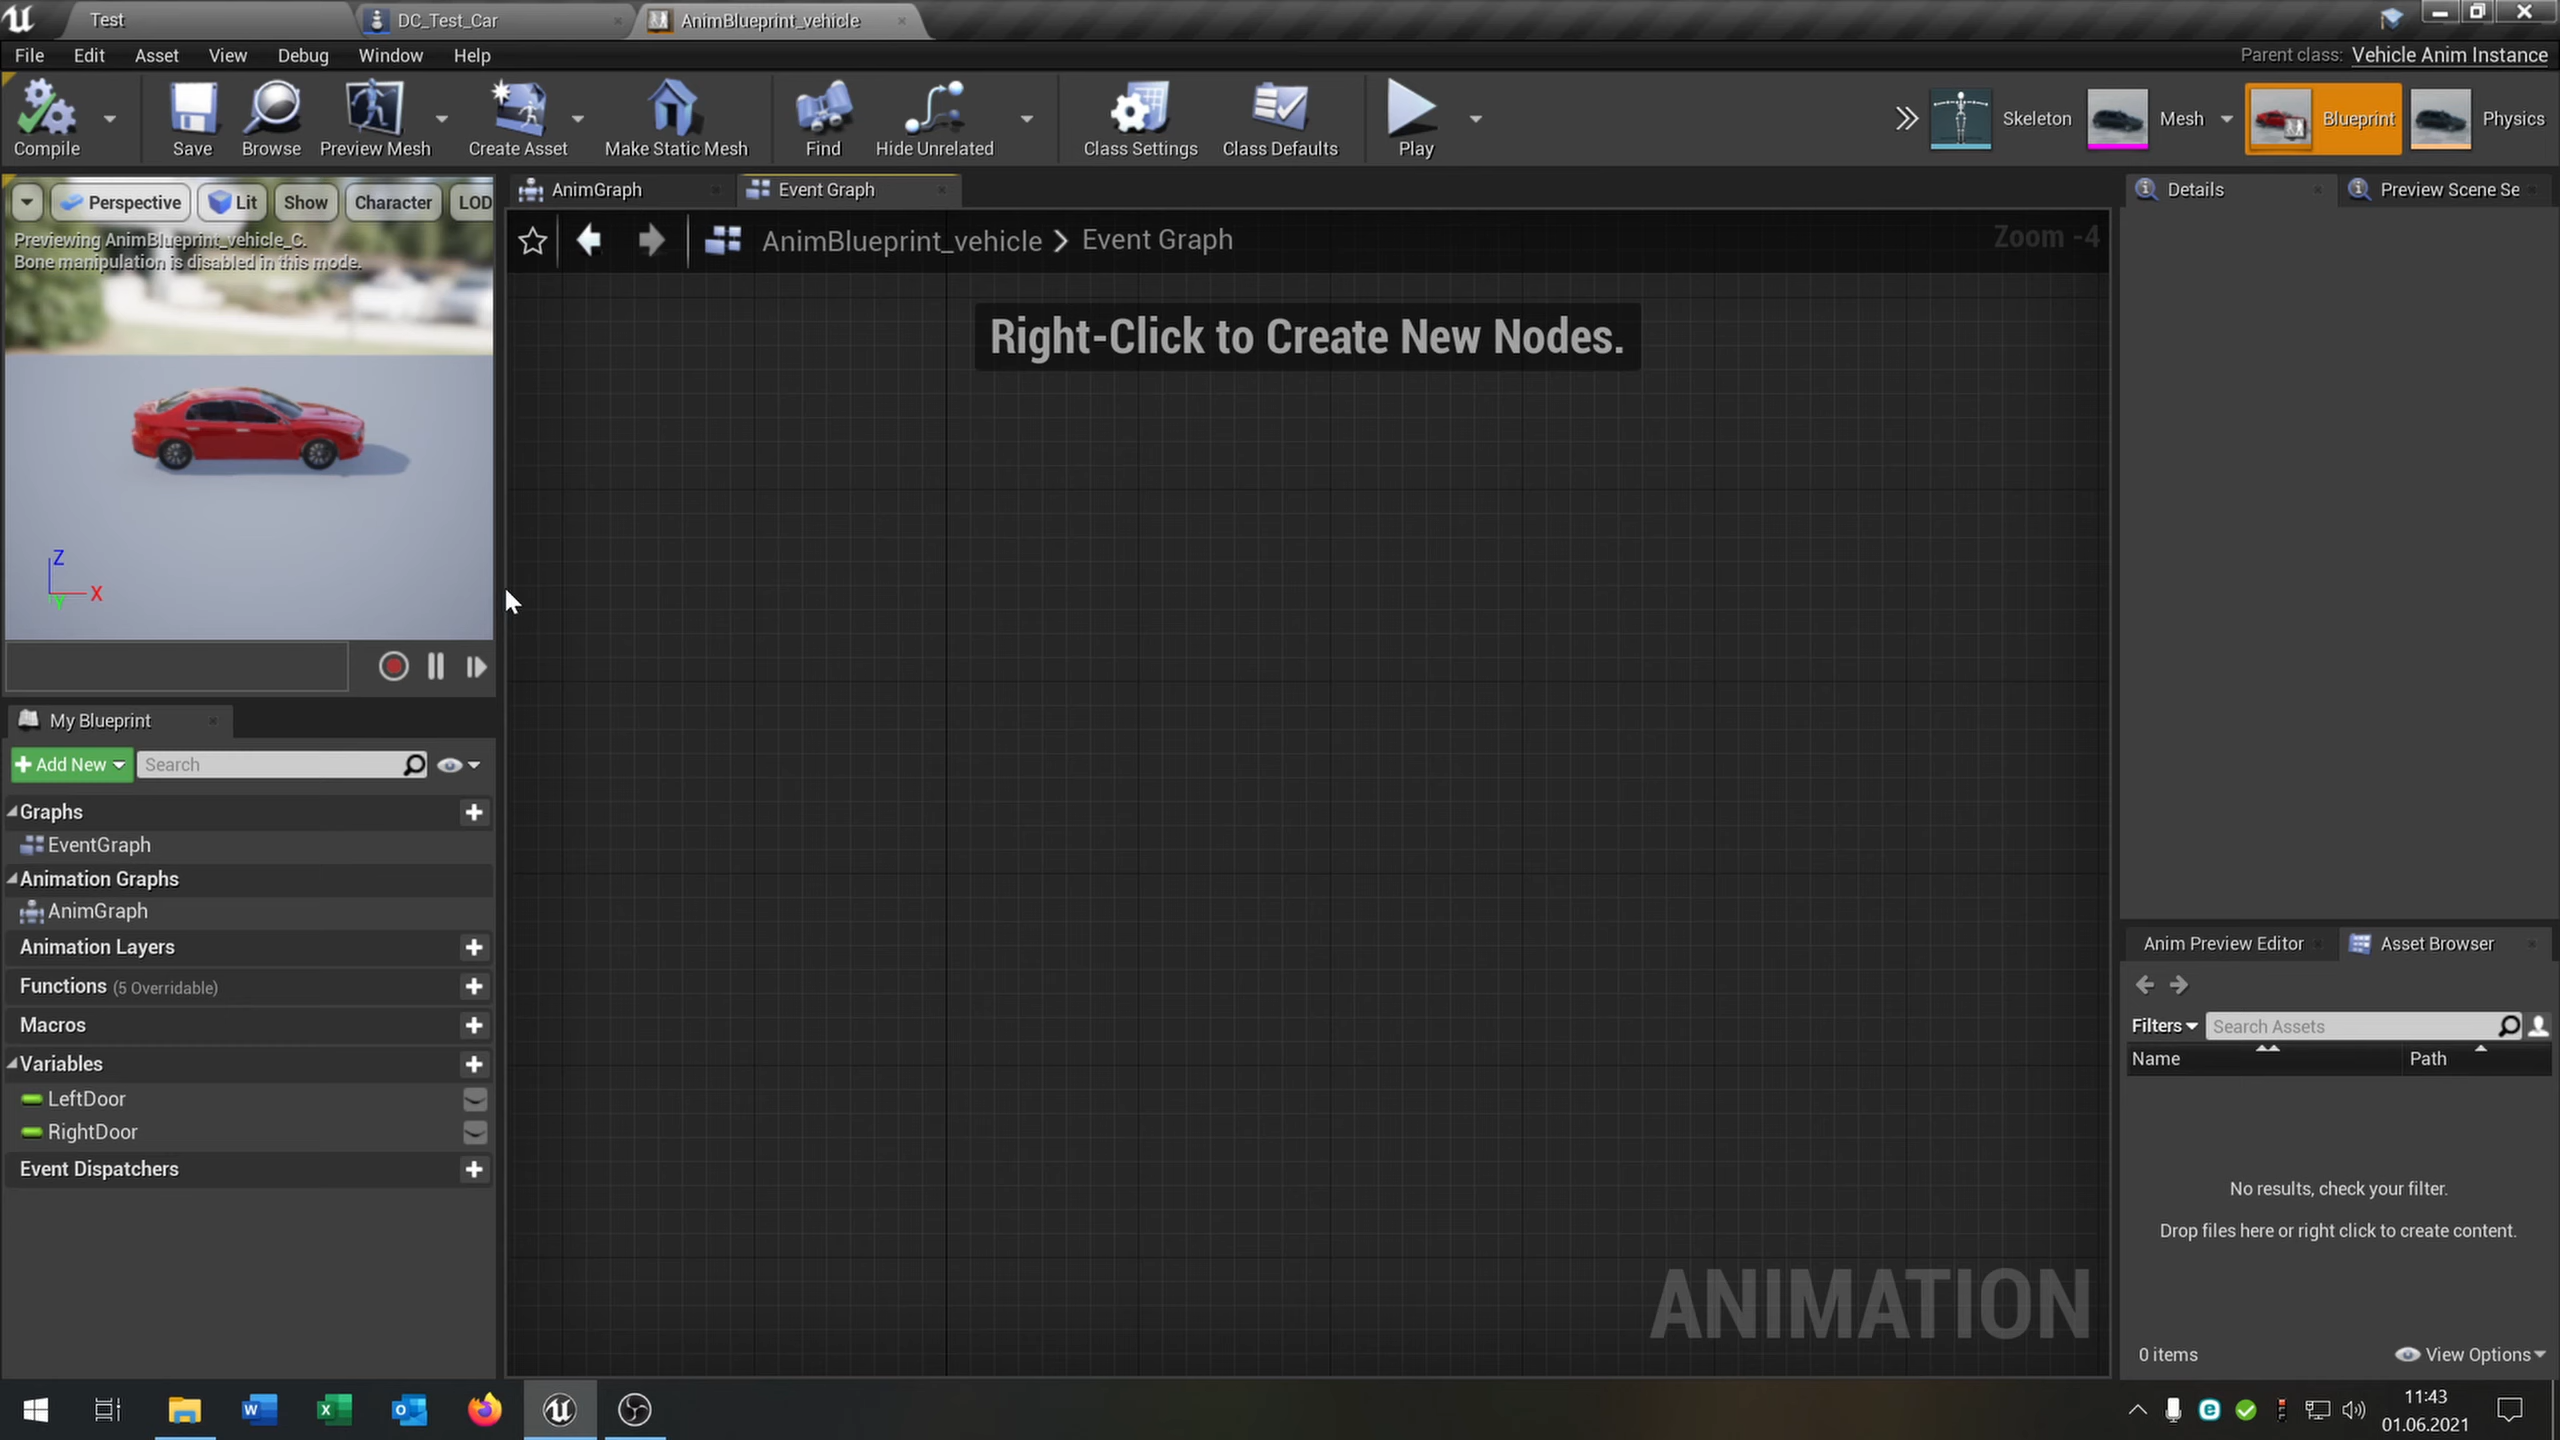 Test
DC_Test_Car
AnimBlueprint_vehicle
File Edit Asset View Debug Window Help
Parent class: Vehicle Anim Instance
Compile
Save
Browse
Preview Mesh
Create Asset
Make Static Mesh
Find
Hide Unrelated
Class Settings
Class Defaults
Play
Skeleton
Mesh
Blueprint
Physics
Perspective
Lit
Show
Character
LOD
Previewing AnimBlueprint_vehicle_C.
Bone manipulation is disabled in this mode.
Z
X
Y
AnimGraph
Event Graph
AnimBlueprint_vehicle > Event Graph
Zoom -4
Right-Click to Create New Nodes.
ANIMATION
My Blueprint
Add New
Search
Graphs
EventGraph
Animation Graphs
AnimGraph
Animation Layers
Functions (5 Overridable)
Macros
Variables
LeftDoor
RightDoor
Event Dispatchers
Details
Preview Scene Se
Anim Preview Editor
Asset Browser
Filters
Search Assets
Name
Path
No results, check your filter.
Drop files here or right click to create content.
0 items
View Options
11:43
01.06.2021